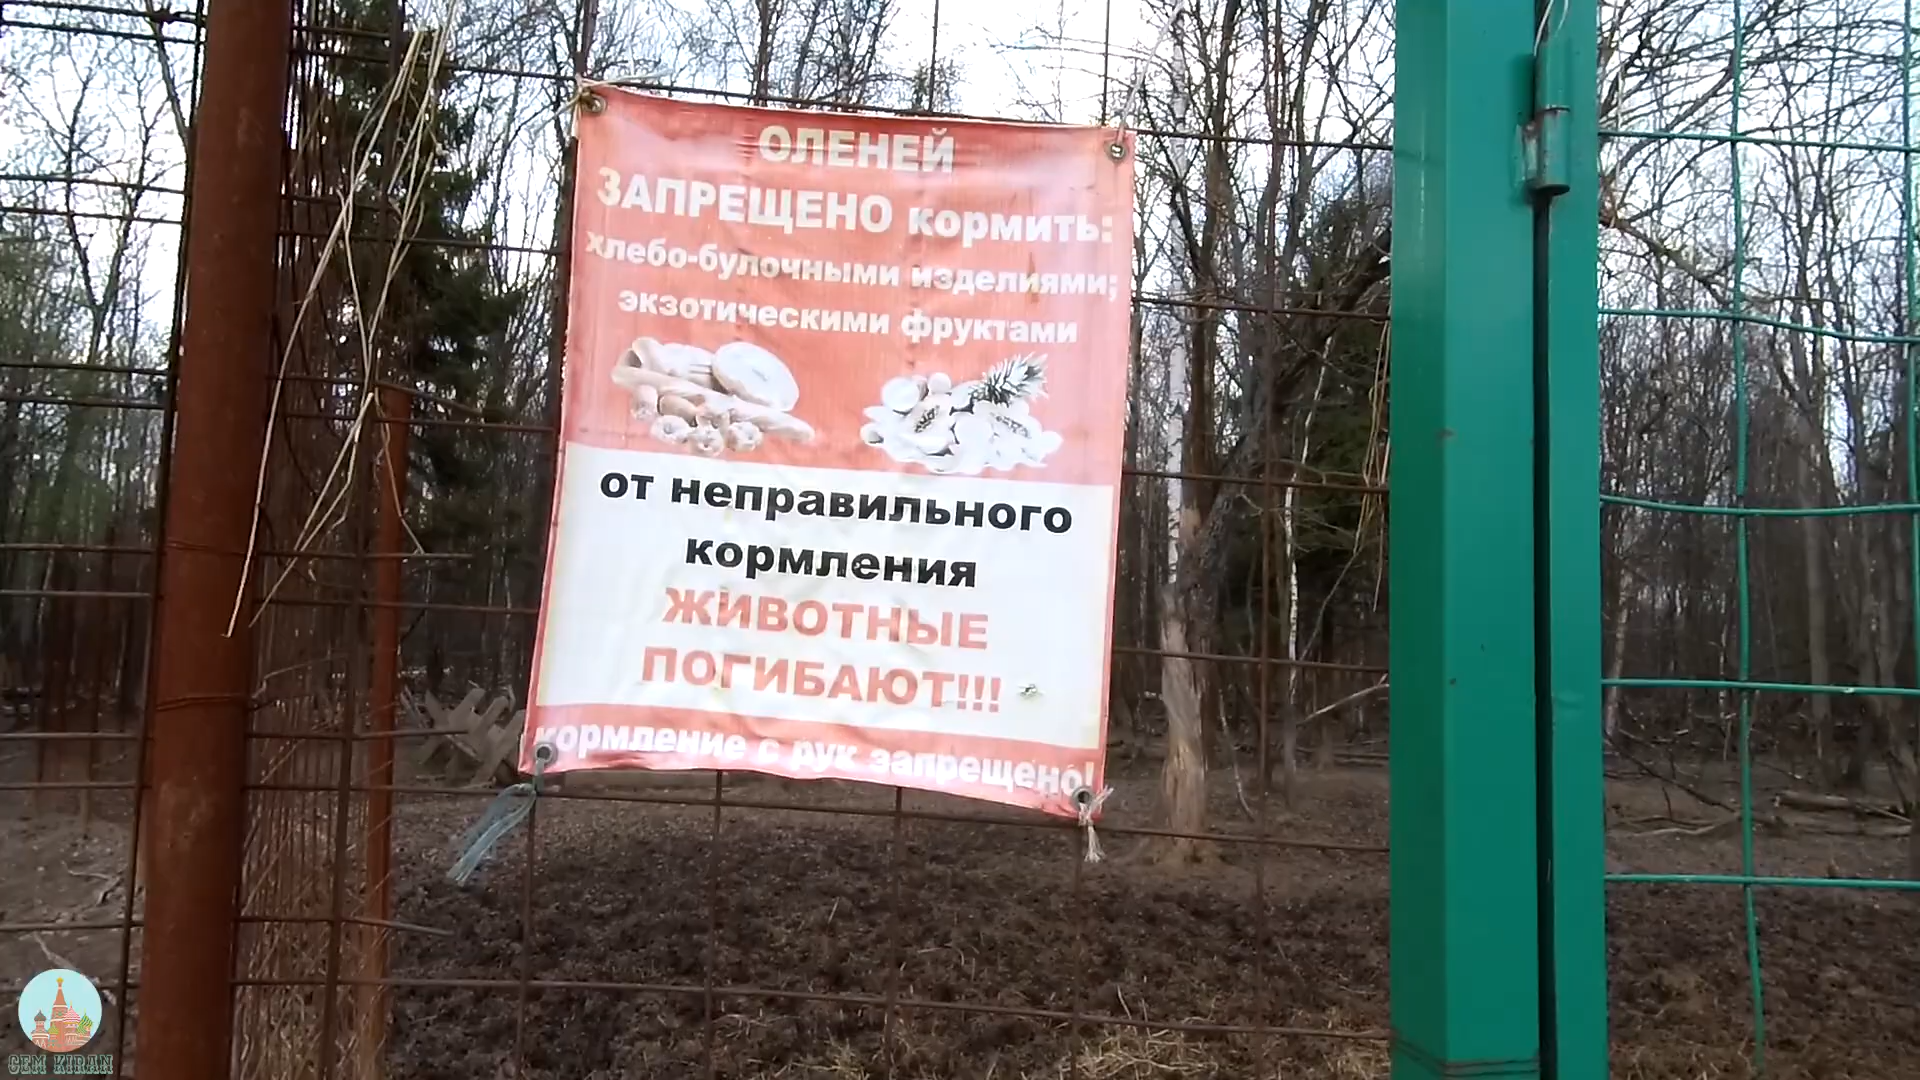 ОЛЕНЕЙ
ЗАПРЕЩЕНО кормить:
хлебо-булочными изделиями;
экзотическими фруктами
от неправильного
кормления
ЖИВОТНЫЕ
ПОГИБАЮТ!!!
кормление с рук запрещено!
CEM KIRAN